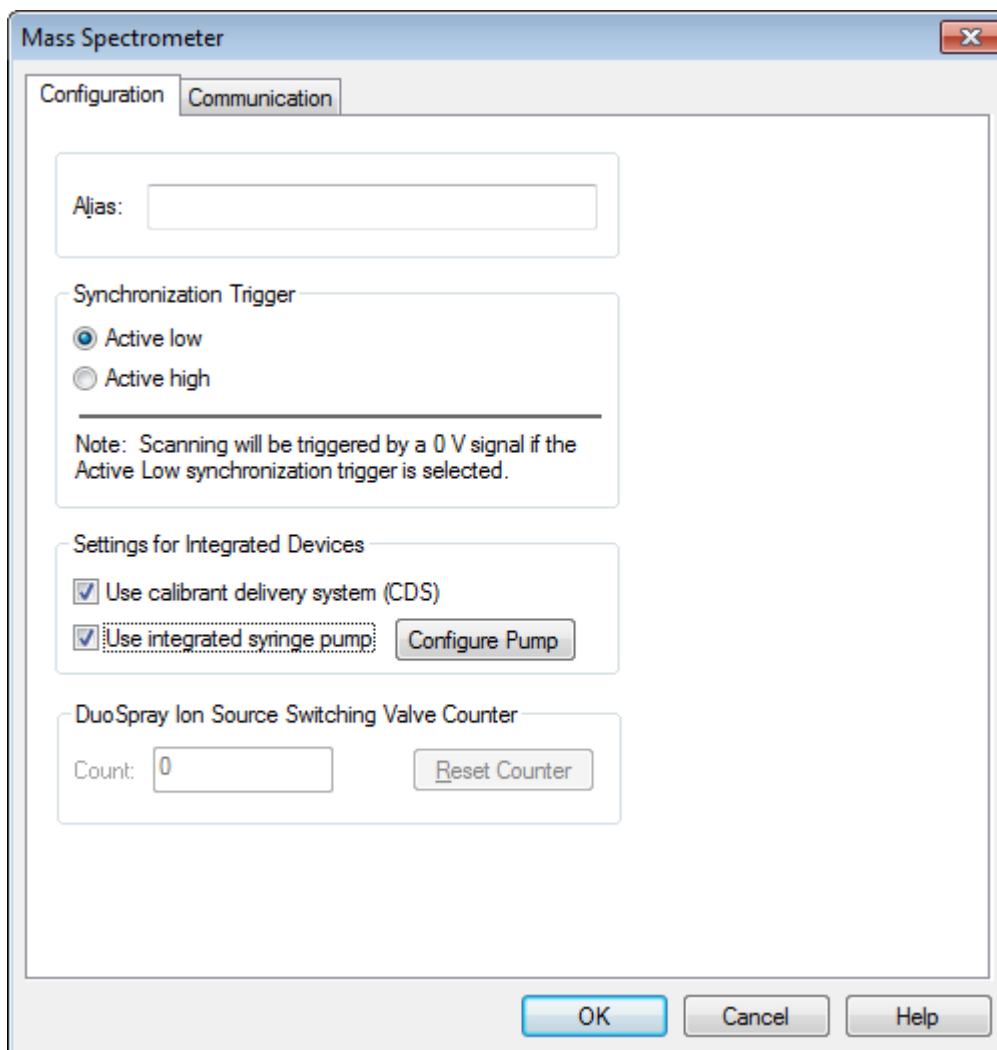 Mass Spectrometer
Configuration
Communication
Alias:
Synchronization Trigger
Active low
Active high
Note:  Scanning will be triggered by a 0 V signal if the
Active Low synchronization trigger is selected.
Settings for Integrated Devices
Use calibrant delivery system (CDS)
Use integrated syringe pump
Configure Pump
DuoSpray Ion Source Switching Valve Counter
Count:
0
Reset Counter
OK
Cancel
Help